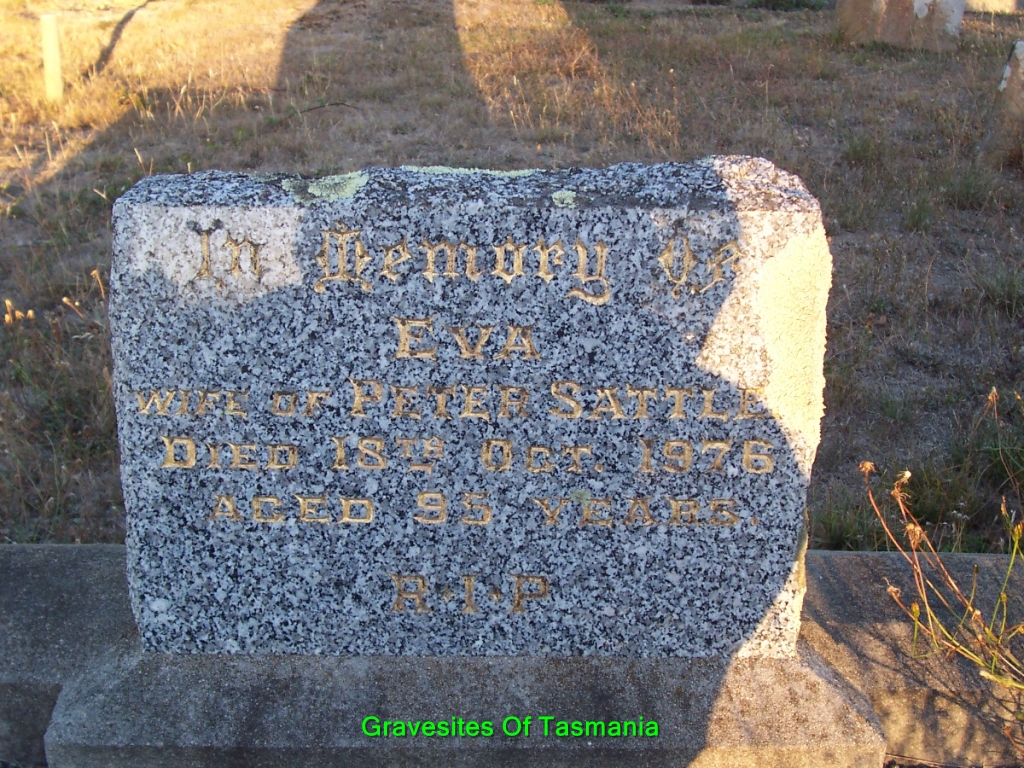 In Memory Of
EVA
WIFE OF PETER SATTLER
DIED 18TH OCT. 1976
AGED 95 YEARS.
R·I·P
Gravesites Of Tasmania